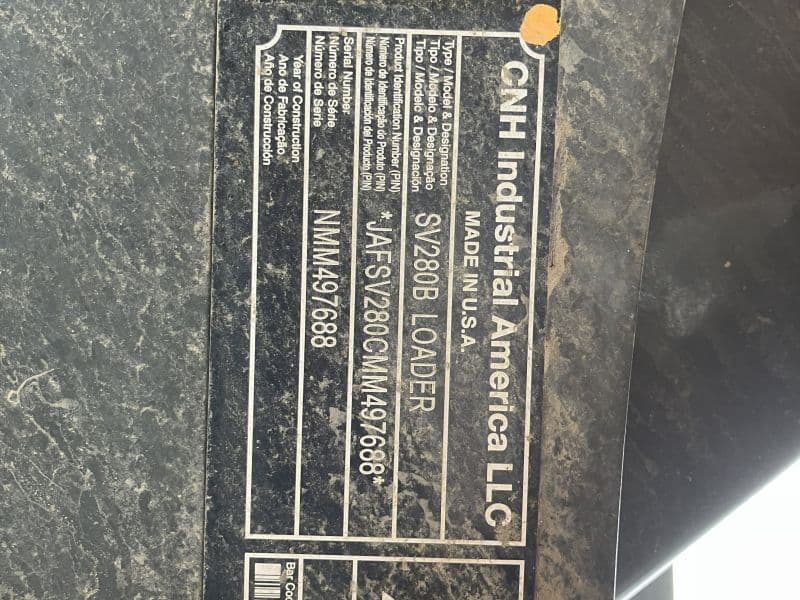 CNH Industrial America LLC
MADE IN U.S.A.
Type / Model & Designation
Tipo / Modelo & Designação
Tipo / Modelo & Designación
SV280B LOADER
Product Identification Number (PIN)
Número de Identificação do Produto (PIN)
Número de Identificación del Producto (PIN)
*JAFSV280CMM497688*
Serial Number
Número de Série
Número de Serie
NMM497688
Year of Construction
Ano de Fabricação
Año de Construcción
Bar